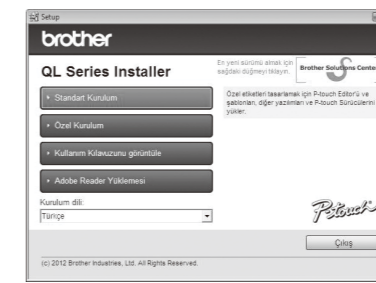 Setup
brother
QL Series Installer
En yeni sürümü almak için
sağdaki düğmeyi tıklayın.
Brother Solutions Center
Standart Kurulum
Özel etiketleri tasarlamak için P-touch Editor'ü ve
şablonları, diğer yazılımları ve P-touch Sürücülerini
yükler.
Özel Kurulum
Kullanım Kılavuzunu görüntüle
Adobe Reader Yüklemesi
Kurulum dili:
Türkçe
P-touch
Çıkış
(c) 2012 Brother Industries, Ltd. All Rights Reserved.